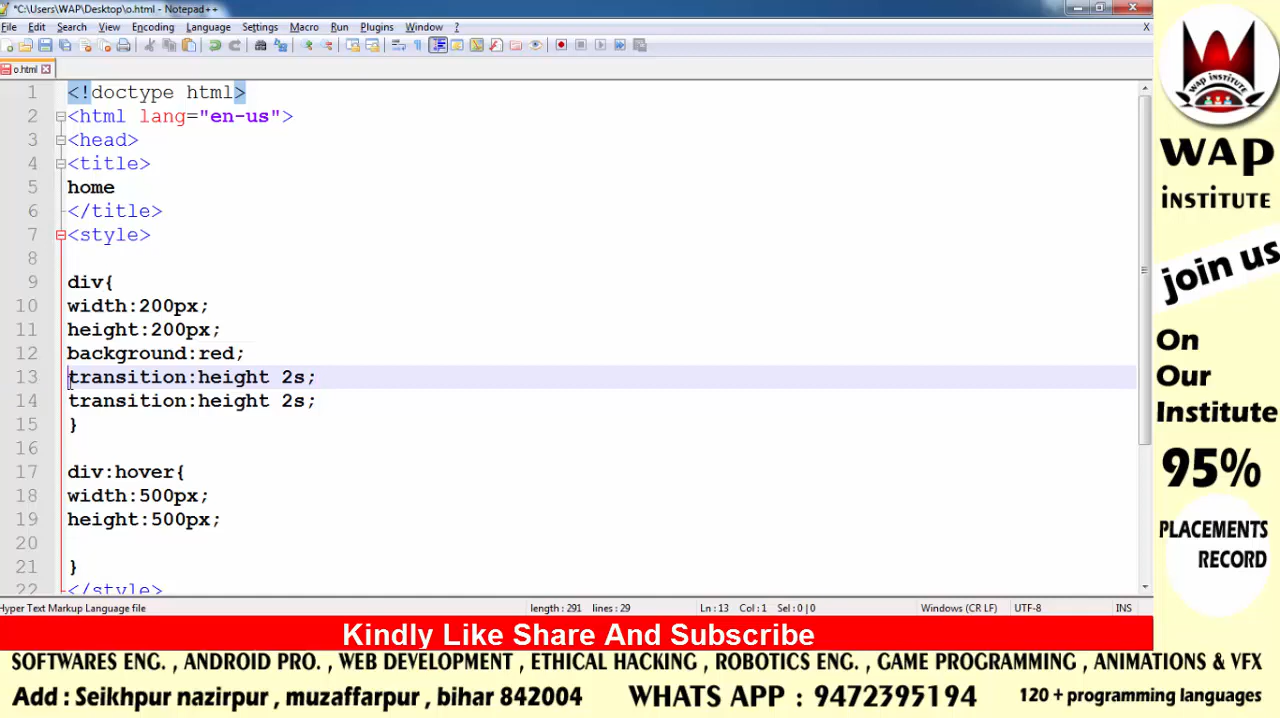 *C:\Users\WAP\Desktop\o.html - Notepad++
File Edit Search View Encoding Language Settings Macro Run Plugins Window ? X
o.html
1 <!doctype html>
2 <html lang="en-us">
3 <head>
4 <title>
5 home
6 </title>
7 <style>
8
9 div{
10 width:200px;
11 height:200px;
12 background:red;
13 transition:height 2s;
14 transition:height 2s;
15 }
16
17 div:hover{
18 width:500px;
19 height:500px;
20
21 }
22 </style>
Hyper Text Markup Language file length : 291 lines : 29 Ln : 13 Col : 1 Sel : 0 | 0 Windows (CR LF) UTF-8 INS
WAP INSTITUTE
WAP
INSTITUTE
join us
On
Our
Institute
95%
PLACEMENTS
RECORD
Kindly Like Share And Subscribe
SOFTWARES ENG. , ANDROID PRO. , WEB DEVELOPMENT , ETHICAL HACKING , ROBOTICS ENG. , GAME PROGRAMMING , ANIMATIONS & VFX
Add : Seikhpur nazirpur , muzaffarpur , bihar 842004 WHATS APP : 9472395194 120 + programming languages